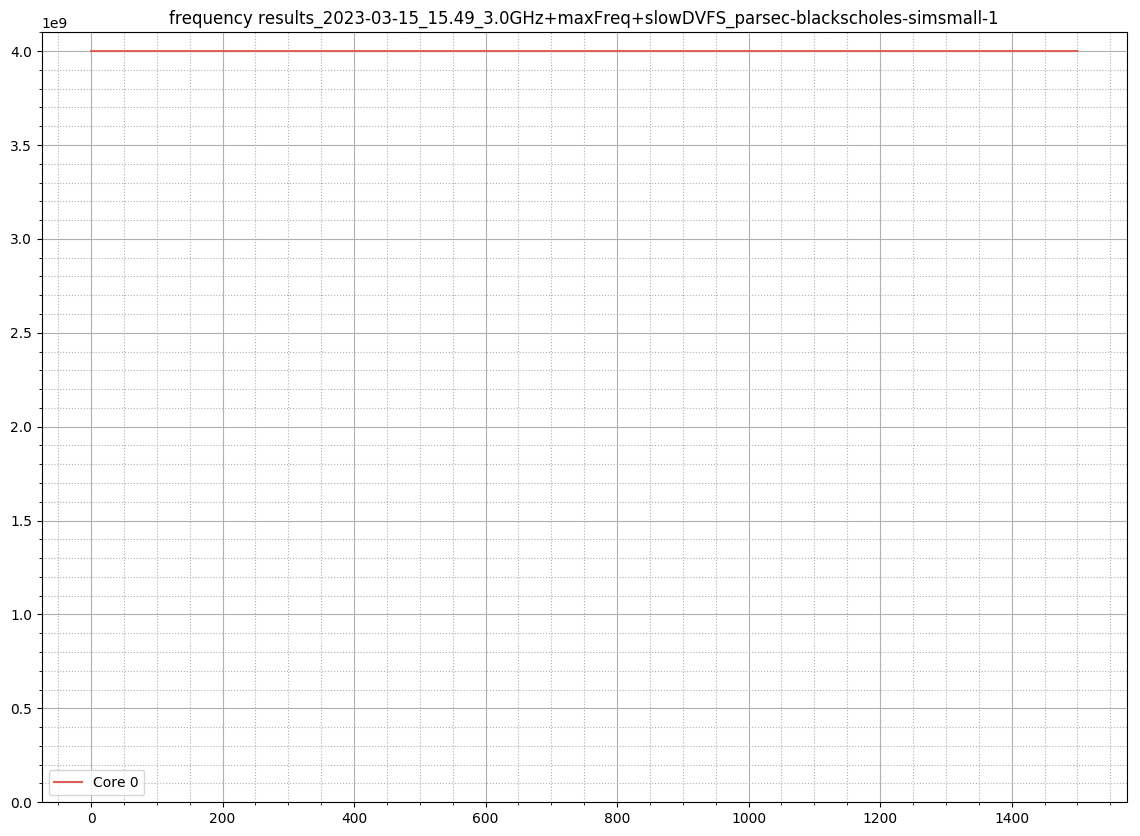 frequency results_2023-03-15_15.49_3.0GHz+maxFreq+slowDVFS_parsec-blackscholes-simsmall-1
1e9
4.0
3.5
3.0
2.5
2.0
1.5
1.0
0.5
0.0
Core 0
0 200 400 600 800 1000 1200 1400